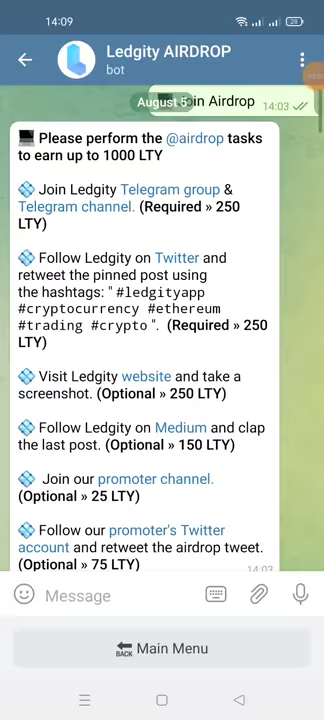 14:09
28
Ledgity AIRDROP
bot
August 5
Join Airdrop
14:03
Please perform the @airdrop tasks
to earn up to 1000 LTY
Join Ledgity Telegram group &
Telegram channel. (Required » 250
LTY)
Follow Ledgity on Twitter and
retweet the pinned post using
the hashtags: " #ledgityapp
#cryptocurrency #ethereum
#trading #crypto ". (Required » 250
LTY)
Visit Ledgity website and take a
screenshot. (Optional » 250 LTY)
Follow Ledgity on Medium and clap
the last post. (Optional » 150 LTY)
Join our promoter channel.
(Optional » 25 LTY)
Follow our promoter's Twitter
account and retweet the airdrop tweet.
(Optional » 75 LTY)
14:03
Message
BACK Main Menu